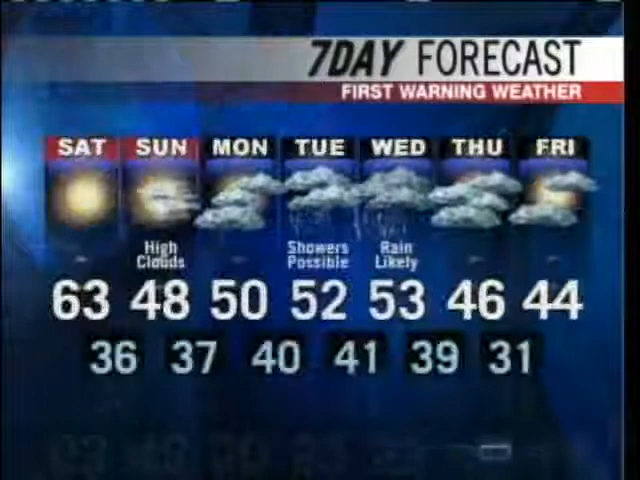 7DAY FORECAST
FIRST WARNING WEATHER
SAT SUN MON TUE WED THU FRI
High Clouds Showers Possible Rain Likely
63 48 50 52 53 46 44
36 37 40 41 39 31